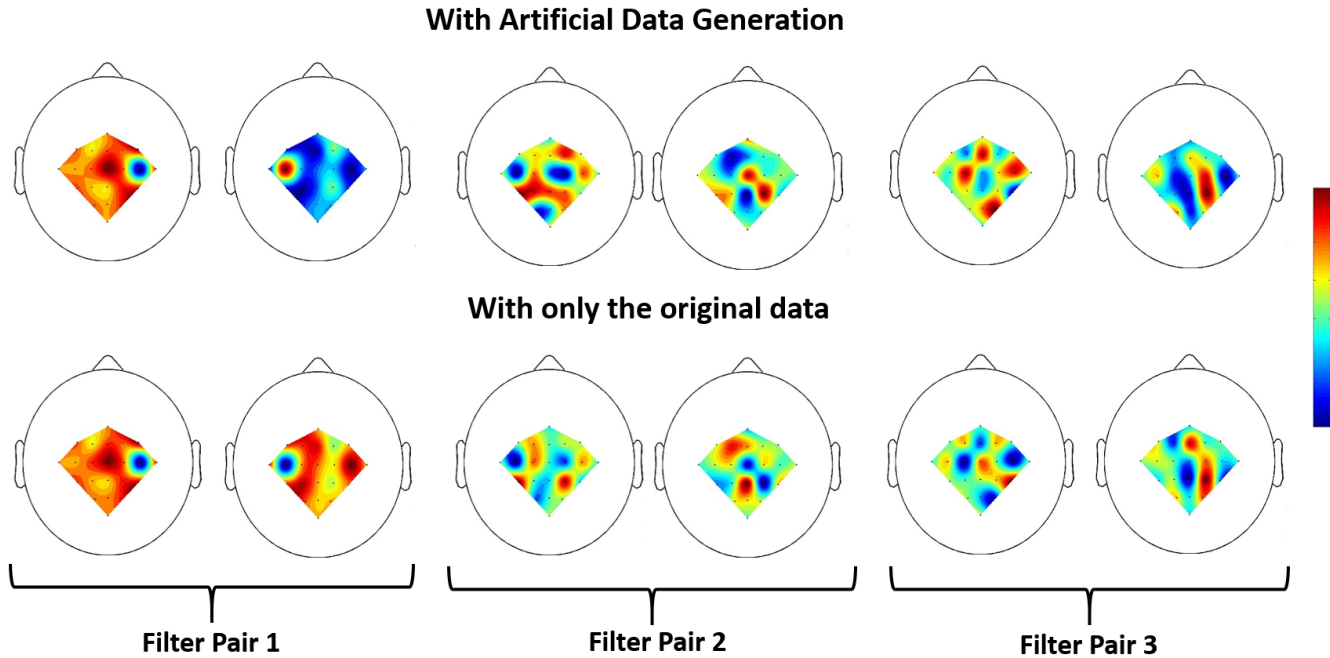 With Artificial Data Generation
With only the original data
Filter Pair 1
Filter Pair 2
Filter Pair 3